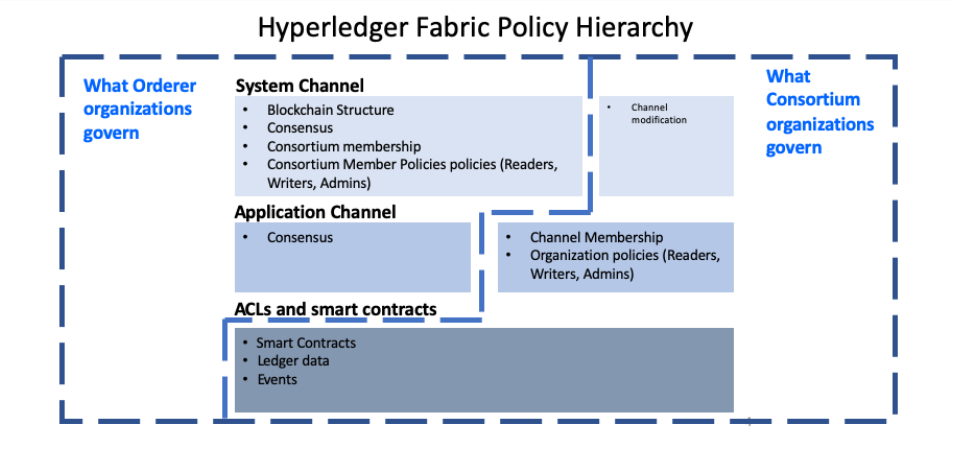 Hyperledger Fabric Policy Hierarchy
What Orderer
organizations
govern
System Channel
• Blockchain Structure
• Consensus
• Consortium membership
• Consortium Member Policies policies (Readers,
Writers, Admins)
• Channel
modification
What
Consortium
organizations
govern
Application Channel
• Consensus
• Channel Membership
• Organization policies (Readers,
Writers, Admins)
ACLs and smart contracts
• Smart Contracts
• Ledger data
• Events